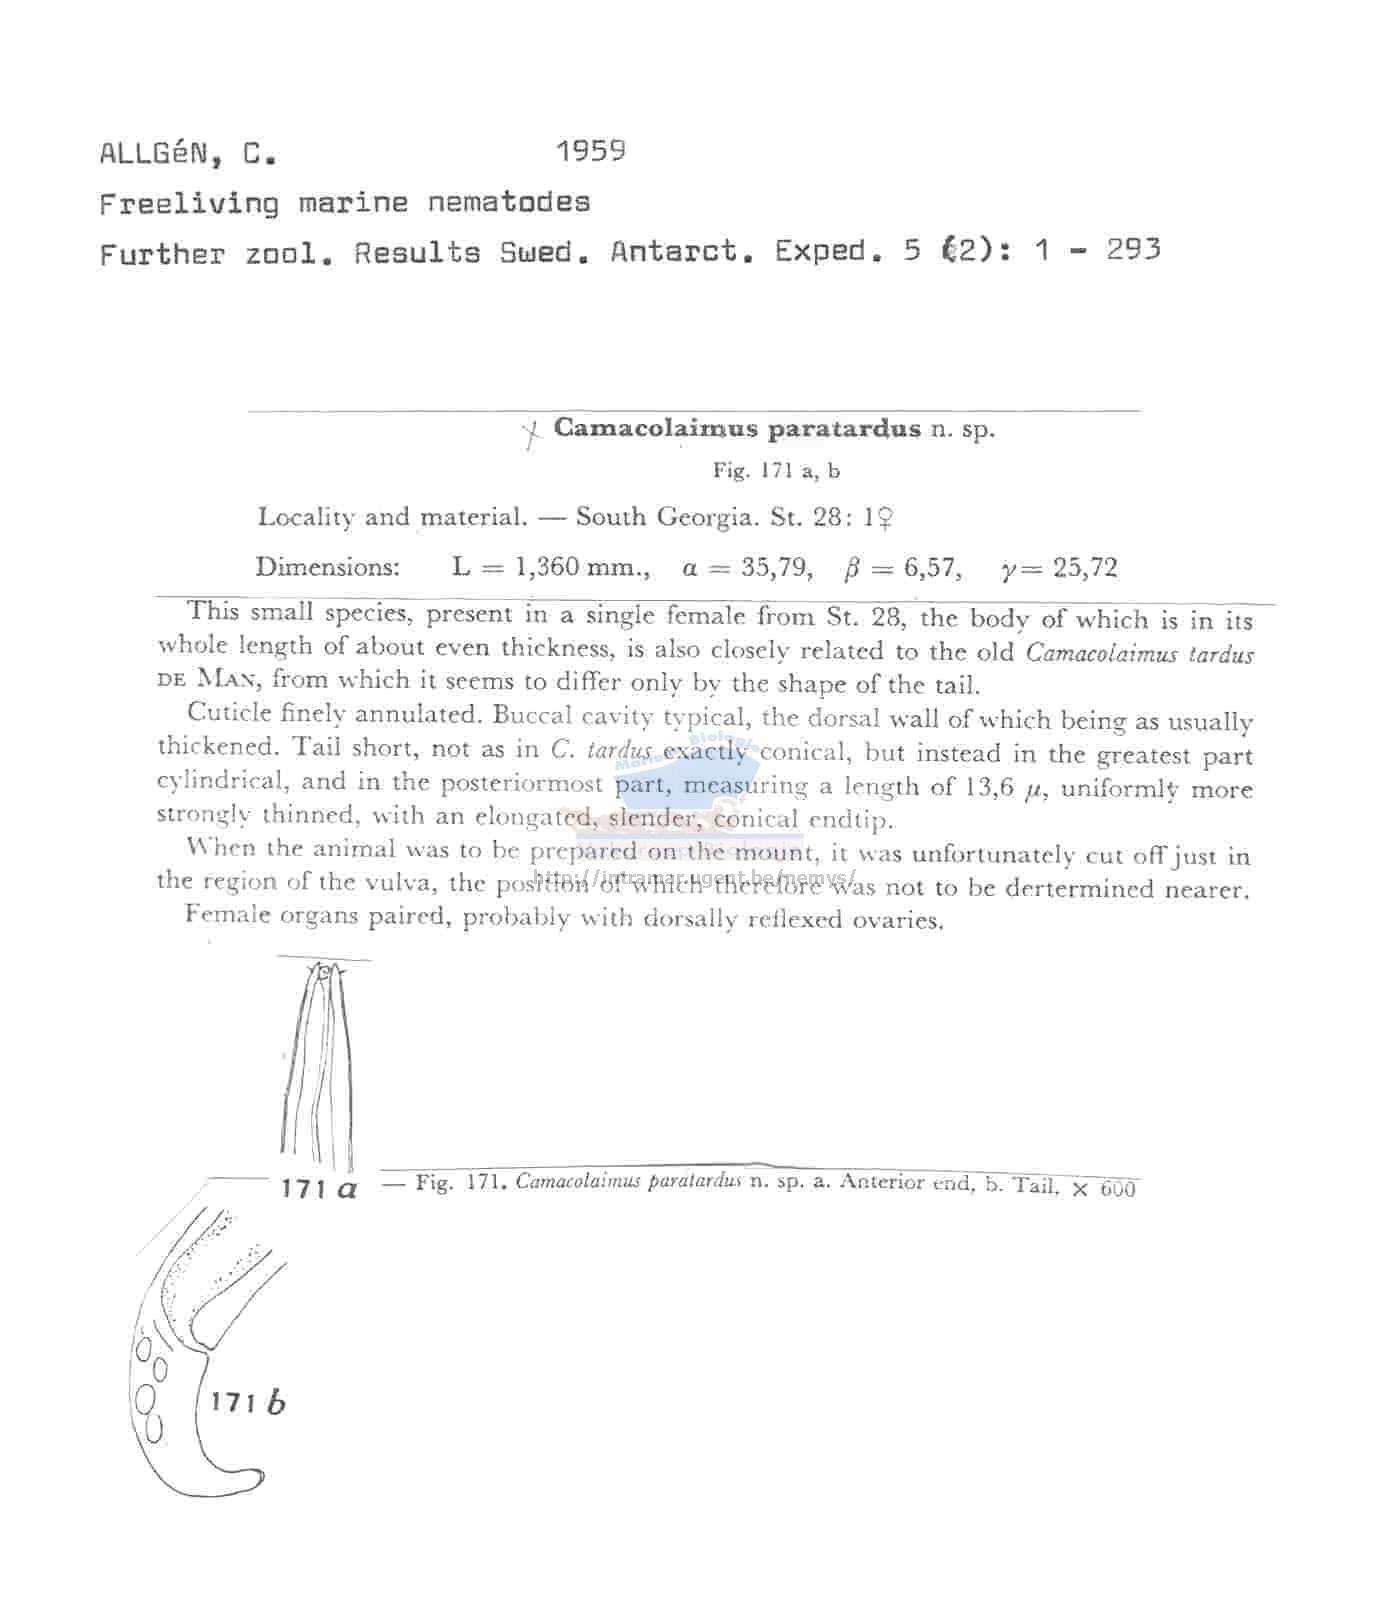 ALLGéN, C. 1959
Freeliving marine nematodes
Further zool. Results Swed. Antarct. Exped. 5 (2): 1 - 293
Camacolaimus paratardus n. sp.
Fig. 171 a, b
Locality and material. — South Georgia. St. 28: 1♀
Dimensions: L = 1,360 mm., α = 35,79, β = 6,57, γ = 25,72
This small species, present in a single female from St. 28, the body of which is in its
whole length of about even thickness, is also closely related to the old Camacolaimus tardus
DE MAN, from which it seems to differ only by the shape of the tail.
Cuticle finely annulated. Buccal cavity typical, the dorsal wall of which being as usually
thickened. Tail short, not as in C. tardus exactly conical, but instead in the greatest part
cylindrical, and in the posteriormost part, measuring a length of 13,6 μ, uniformly more
strongly thinned, with an elongated, slender, conical endtip.
When the animal was to be prepared on the mount, it was unfortunately cut off just in
the region of the vulva, the position of which therefore was not to be dertermined nearer.
Female organs paired, probably with dorsally reflexed ovaries.
Mariene Biologie
http://intramar.ugent.be/nemys/
171 a — Fig. 171. Camacolaimus paratardus n. sp. a. Anterior end, b. Tail, × 600
171 b